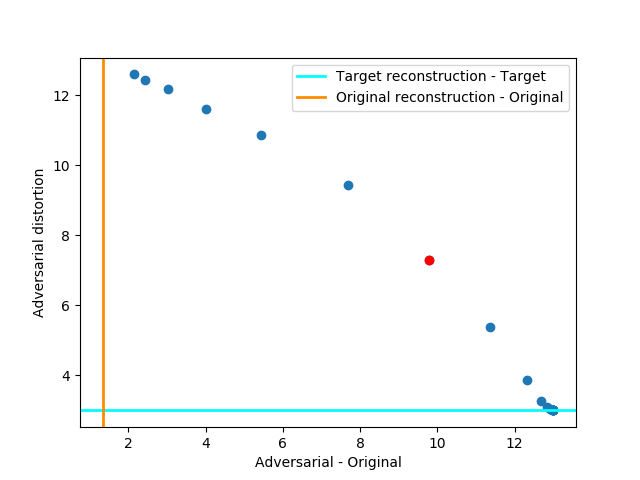 Target reconstruction - Target
Original reconstruction - Original
12
10
8
6
4
Adversarial distortion
2
4
6
8
10
12
Adversarial - Original